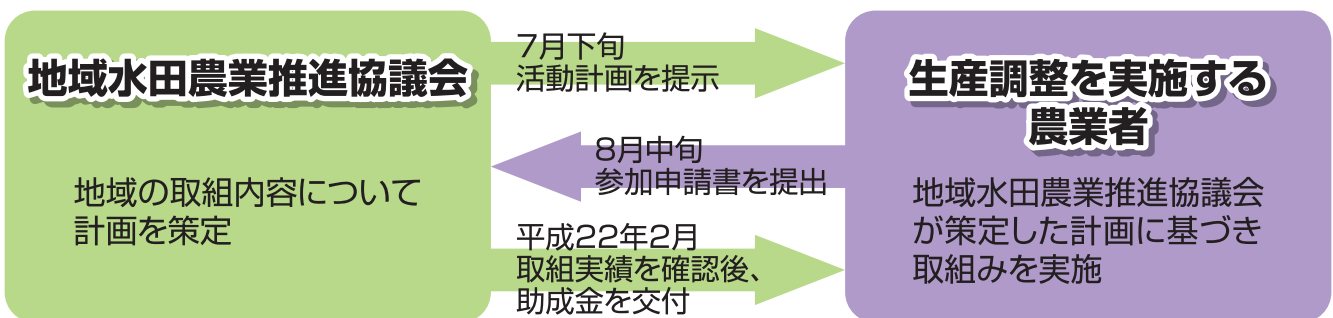 地域水田農業推進協議会
地域の取組内容について
計画を策定
7月下旬
活動計画を提示
8月中旬
参加申請書を提出
平成22年2月
取組実績を確認後、
助成金を交付
生産調整を実施する
農業者
地域水田農業推進協議会
が策定した計画に基づき
取組みを実施